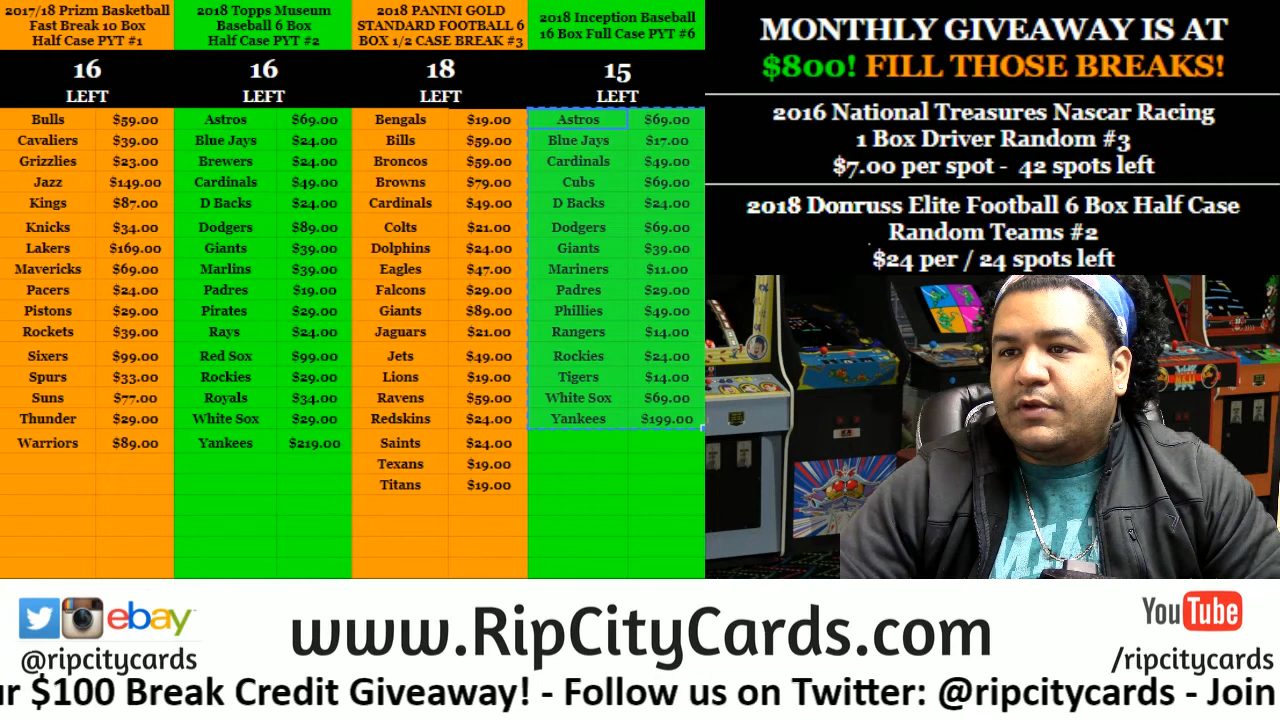 2017/18 Prizm Basketball
Fast Break 10 Box
Half Case PYT #1
16
LEFT
Bulls $59.00
Cavaliers $39.00
Grizzlies $23.00
Jazz $149.00
Kings $87.00
Knicks $34.00
Lakers $169.00
Mavericks $69.00
Pacers $24.00
Pistons $29.00
Rockets $39.00
Sixers $99.00
Spurs $33.00
Suns $77.00
Thunder $29.00
Warriors $89.00
2018 Topps Museum
Baseball 6 Box
Half Case PYT #2
16
LEFT
Astros $69.00
Blue Jays $24.00
Brewers $24.00
Cardinals $49.00
D Backs $24.00
Dodgers $89.00
Giants $39.00
Marlins $39.00
Padres $19.00
Pirates $29.00
Rays $24.00
Red Sox $99.00
Rockies $29.00
Royals $34.00
White Sox $29.00
Yankees $219.00
2018 PANINI GOLD
STANDARD FOOTBALL 6
BOX 1/2 CASE BREAK #3
18
LEFT
Bengals $19.00
Bills $59.00
Broncos $59.00
Browns $79.00
Cardinals $49.00
Colts $21.00
Dolphins $24.00
Eagles $47.00
Falcons $29.00
Giants $89.00
Jaguars $21.00
Jets $49.00
Lions $19.00
Ravens $59.00
Redskins $24.00
Saints $24.00
Texans $19.00
Titans $19.00
2018 Inception Baseball
16 Box Full Case PYT #6
15
LEFT
Astros $69.00
Blue Jays $17.00
Cardinals $49.00
Cubs $69.00
D Backs $24.00
Dodgers $69.00
Giants $39.00
Mariners $11.00
Padres $29.00
Phillies $49.00
Rangers $14.00
Rockies $24.00
Tigers $14.00
White Sox $69.00
Yankees $199.00
MONTHLY GIVEAWAY IS AT
$800! FILL THOSE BREAKS!
2016 National Treasures Nascar Racing
1 Box Driver Random #3
$7.00 per spot - 42 spots left
2018 Donruss Elite Football 6 Box Half Case
Random Teams #2
$24 per / 24 spots left
ebay
@ripcitycards
www.RipCityCards.com
YouTube
/ripcitycards
ur $100 Break Credit Giveaway! - Follow us on Twitter: @ripcitycards - Join